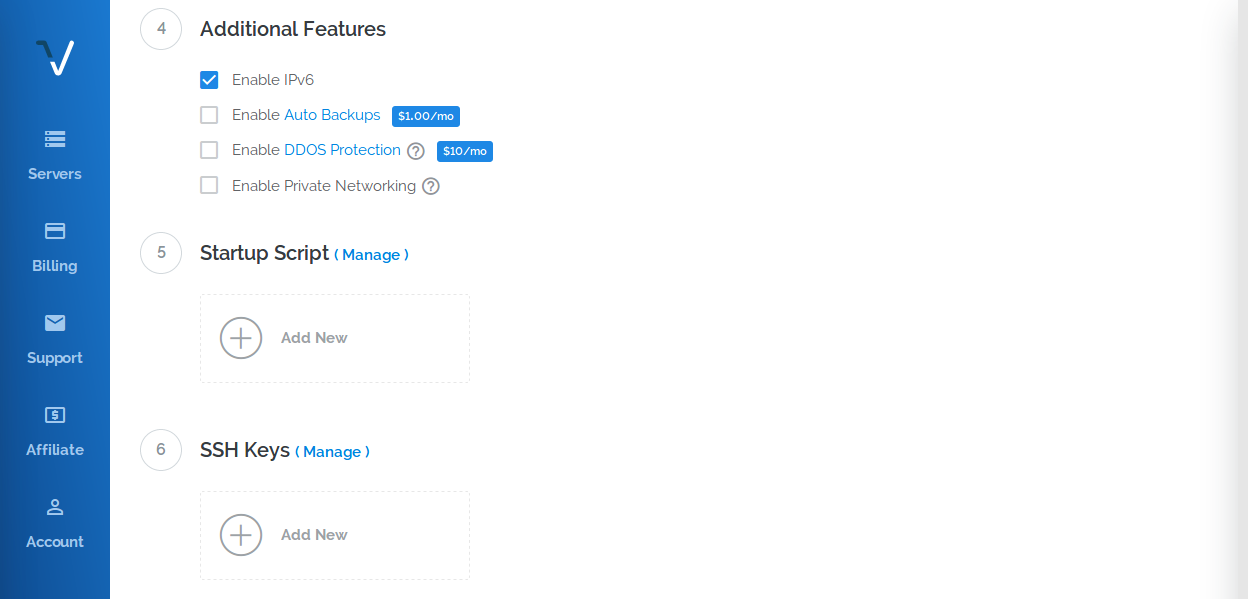 4 Additional Features
Enable IPv6
Enable Auto Backups $1.00/mo
Enable DDOS Protection ? $10/mo
Enable Private Networking ?
Servers
Billing
Support
Affiliate
Account
5 Startup Script ( Manage )
Add New
6 SSH Keys ( Manage )
Add New